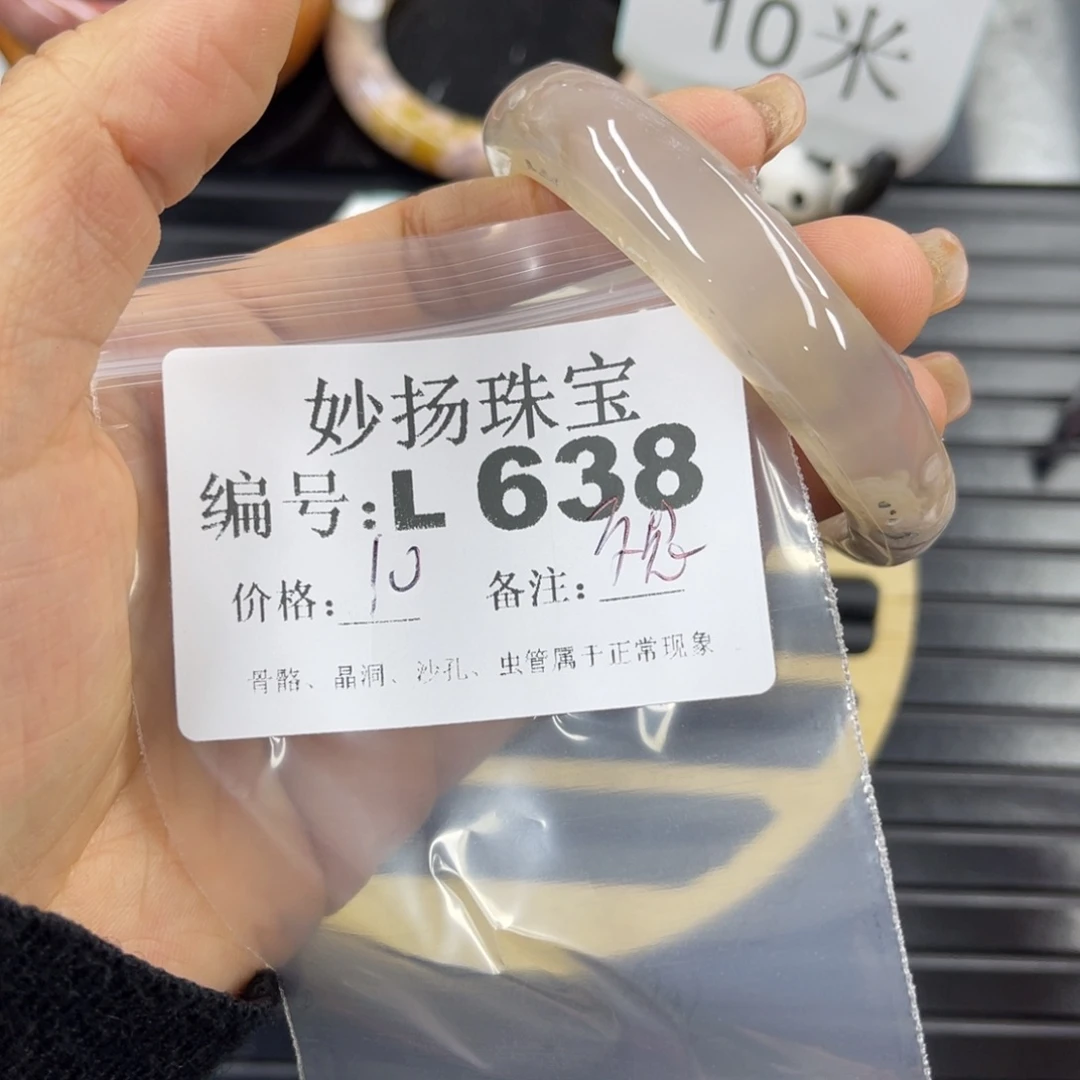 10米
妙扬珠宝
编号:L 638
价格: 10 备注:
骨骼、晶洞、沙孔、虫管属于正常现象